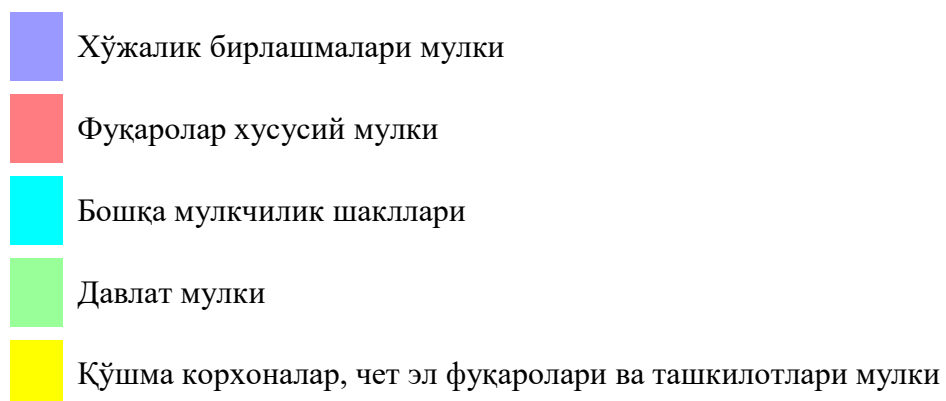 Хўжалик бирлашмалари мулки
Фуқаролар хусусий мулки
Бошқа мулкчилик шакллари
Давлат мулки
Қўшма корхоналар, чет эл фуқаролари ва ташкилотлари мулки